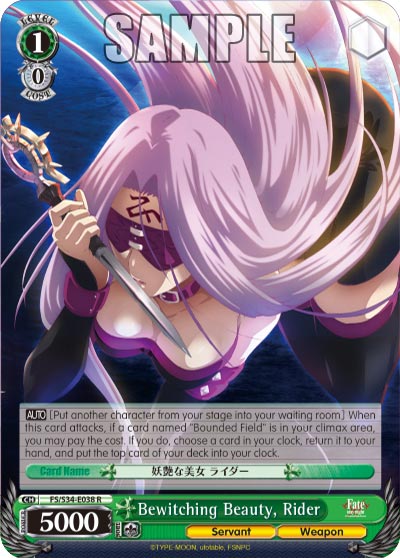 LEVEL
1
0
COST
SAMPLE
AUTO [Put another character from your stage into your waiting room] When
this card attacks, if a card named "Bounded Field" is in your climax area,
you may pay the cost. If you do, choose a card in your clock, return it to
your hand, and put the top card of your deck into your clock.
Card Name 妖艶な美女 ライダー
CH FS/S34-E038 R
Bewitching Beauty, Rider
Fate
stay night
POWER
5000
Servant Weapon
©TYPE-MOON, ufotable, FSNPC